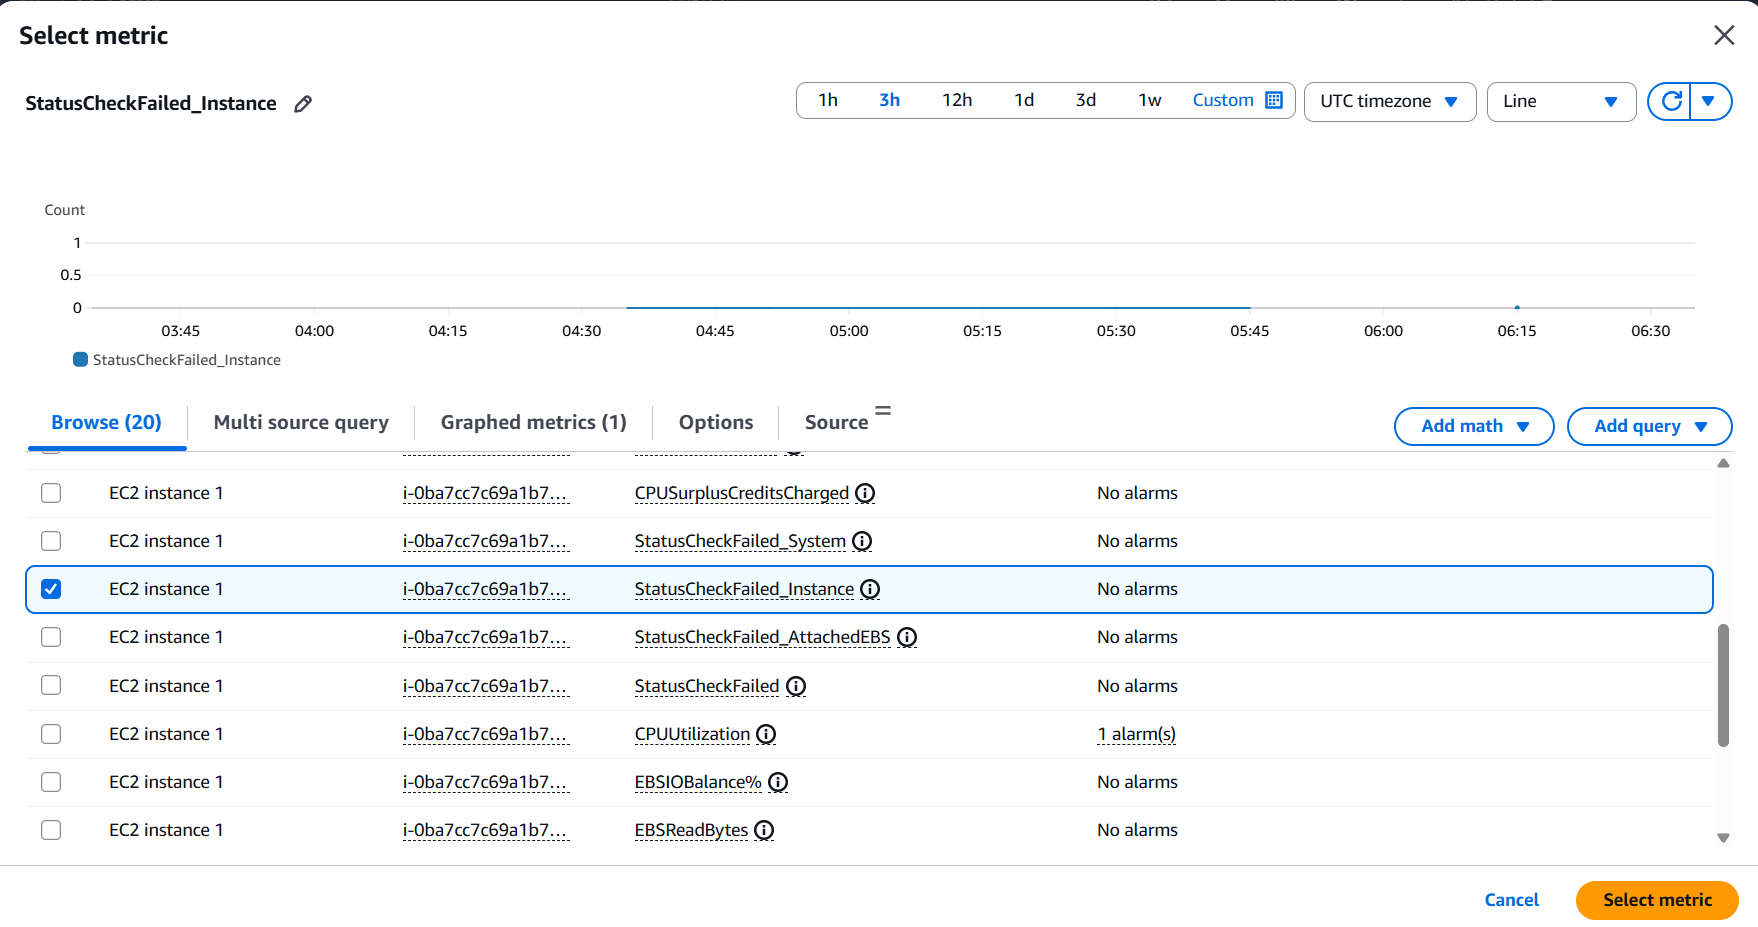 Select metric
StatusCheckFailed_Instance
1h 3h 12h 1d 3d 1w Custom UTC timezone Line
Count
1
0.5
0
03:45 04:00 04:15 04:30 04:45 05:00 05:15 05:30 05:45 06:00 06:15 06:30
StatusCheckFailed_Instance
Browse (20) Multi source query Graphed metrics (1) Options Source = Add math Add query
EC2 instance 1 i-0ba7cc7c69a1b7... CPUSurplusCreditsCharged No alarms
EC2 instance 1 i-0ba7cc7c69a1b7... StatusCheckFailed_System No alarms
EC2 instance 1 i-0ba7cc7c69a1b7... StatusCheckFailed_Instance No alarms
EC2 instance 1 i-0ba7cc7c69a1b7... StatusCheckFailed_AttachedEBS No alarms
EC2 instance 1 i-0ba7cc7c69a1b7... StatusCheckFailed No alarms
EC2 instance 1 i-0ba7cc7c69a1b7... CPUUtilization 1 alarm(s)
EC2 instance 1 i-0ba7cc7c69a1b7... EBSIOBalance% No alarms
EC2 instance 1 i-0ba7cc7c69a1b7... EBSReadBytes No alarms
Cancel Select metric